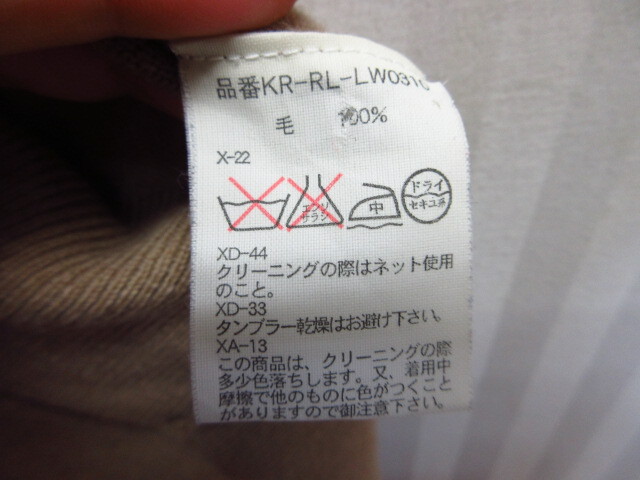 品番KR-RL-LW031
毛 100%
X-22
エンソ サラシ 中 ドライ セキユ系
XD-44
クリーニングの際はネット使用
のこと。
XD-33
タンブラー乾燥はお避け下さい。
XA-13
この商品は、クリーニングの際
多少色落ちします。又、着用中
摩擦で他のものに色がつくこと
がありますので御注意下さい。